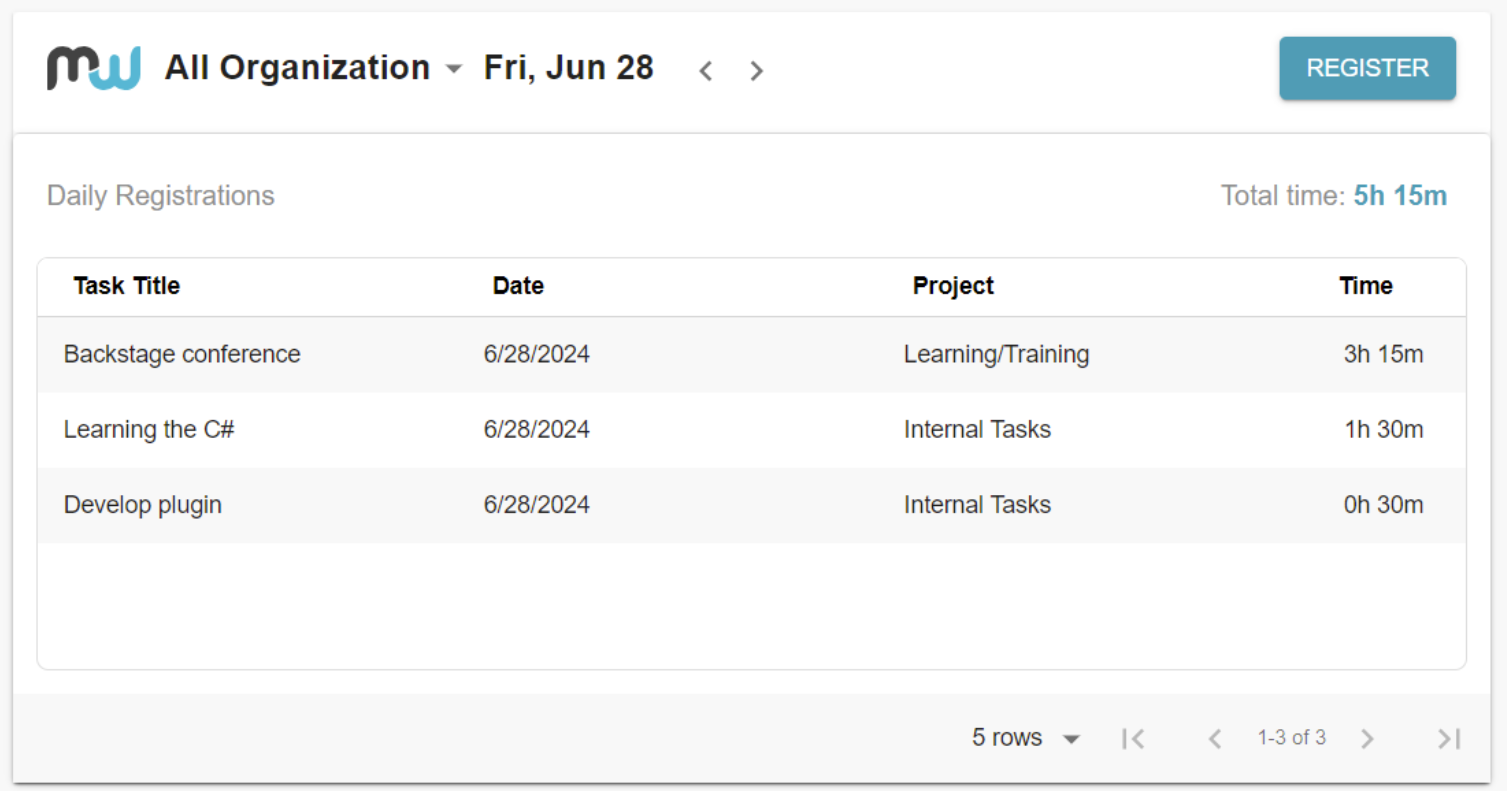 mw All Organization Fri, Jun 28 REGISTER
Daily Registrations Total time: 5h 15m
Task Title Date Project Time
Backstage conference 6/28/2024 Learning/Training 3h 15m
Learning the C# 6/28/2024 Internal Tasks 1h 30m
Develop plugin 6/28/2024 Internal Tasks 0h 30m
5 rows 1-3 of 3